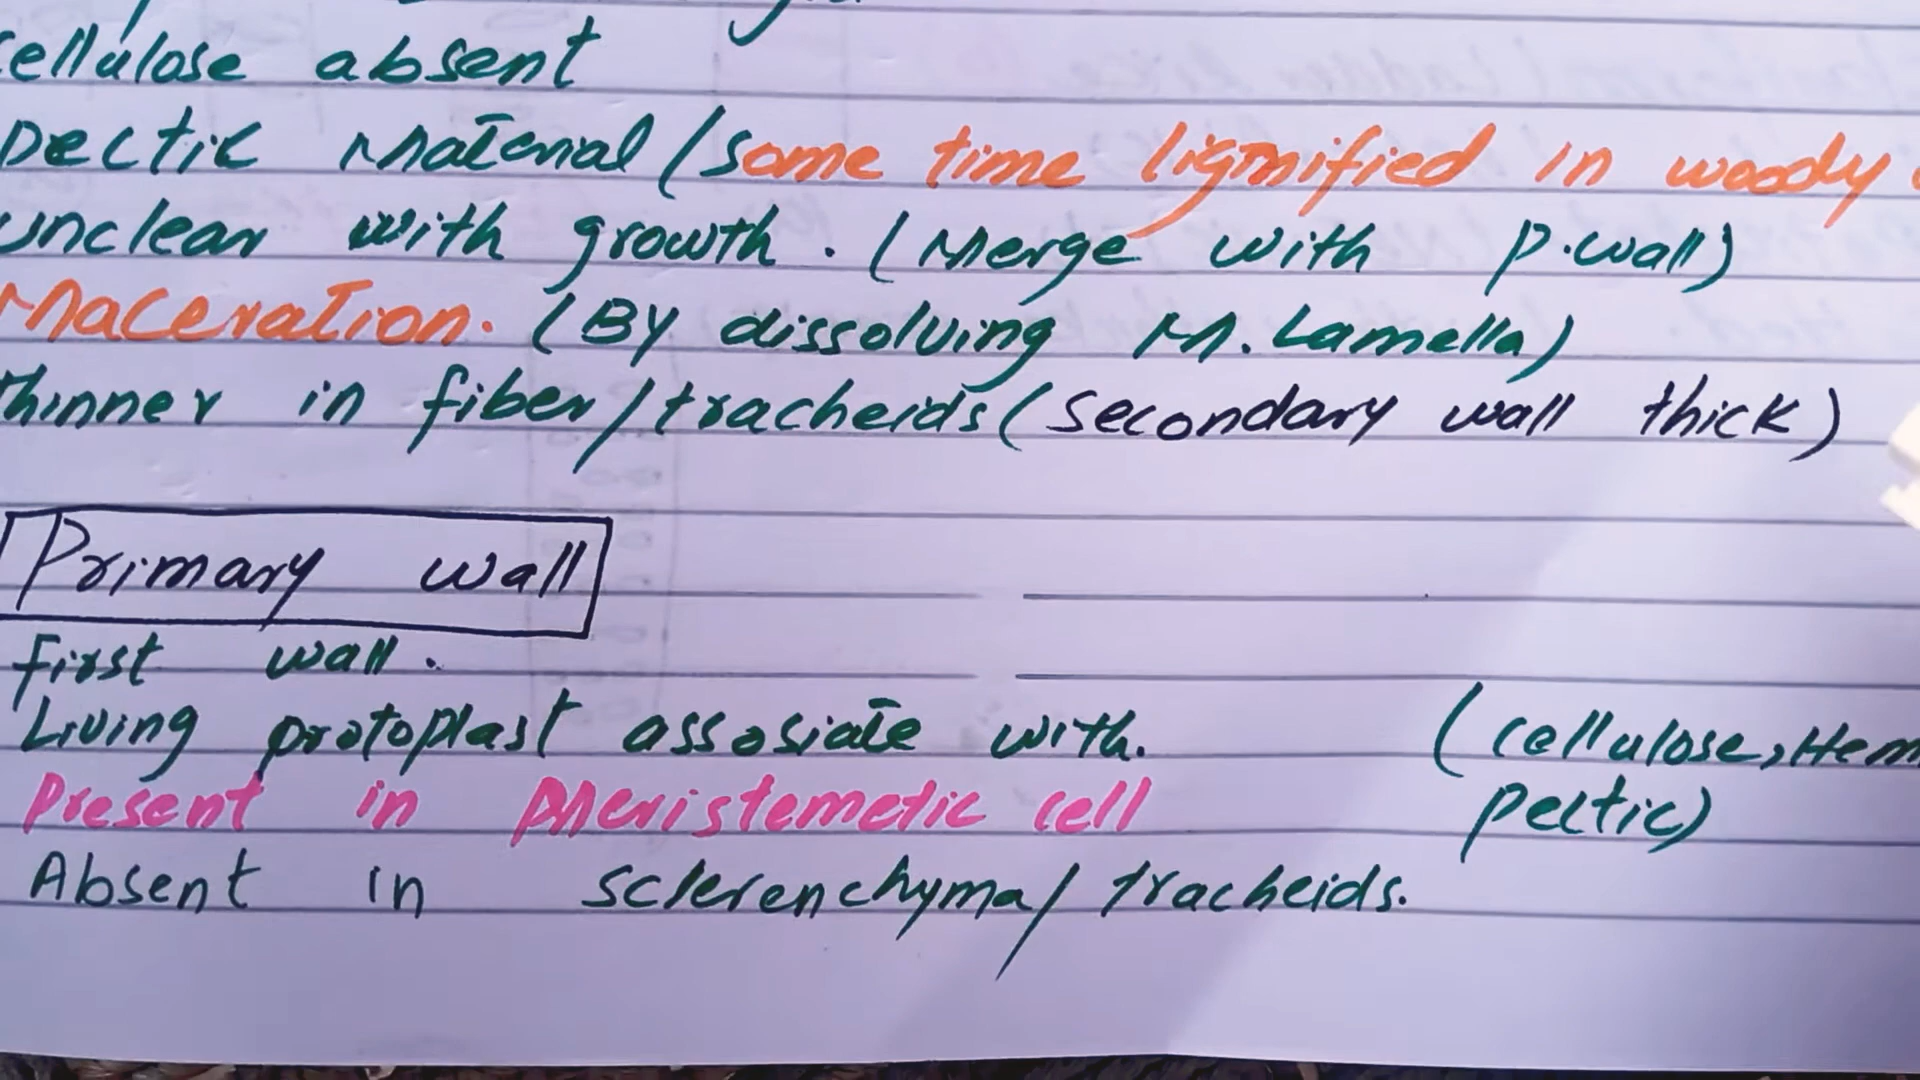 cellulose absent
Pectic Material (Some time ligmified in woody
unclear with growth. (Merge with P.wall)
Maceration. (By dissolving M. Lamella)
Thinner in fiber/tracheids (Secondary wall thick)
Primary wall
first wall.
Living protoplast assosiate with. (cellulose, Hem
Present in Meristemetic cell pectic)
Absent in sclerenchyma/tracheids.